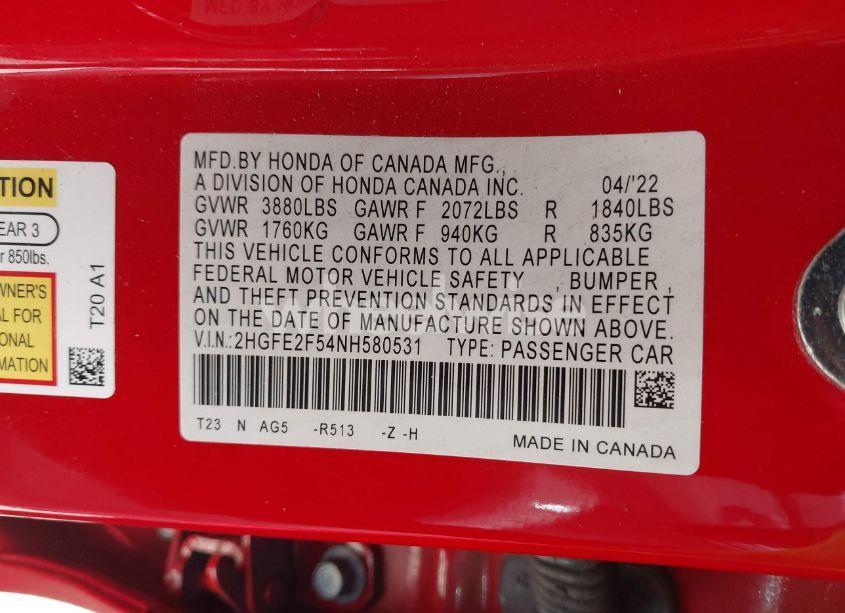 MFD.BY HONDA OF CANADA MFG.,
A DIVISION OF HONDA CANADA INC. 04/'22
GVWR 3880LBS GAWR F 2072LBS R 1840LBS
GVWR 1760KG GAWR F 940KG R 835KG
THIS VEHICLE CONFORMS TO ALL APPLICABLE
FEDERAL MOTOR VEHICLE SAFETY , BUMPER ,
AND THEFT PREVENTION STANDARDS IN EFFECT
ON THE DATE OF MANUFACTURE SHOWN ABOVE.
V.I.N.:2HGFE2F54NH580531 TYPE: PASSENGER CAR
T23 N AG5 -R513 -Z -H
MADE IN CANADA
TION
EAR 3
850lbs.
WNER'S
AL FOR
ONAL
RMATION
T20 A1